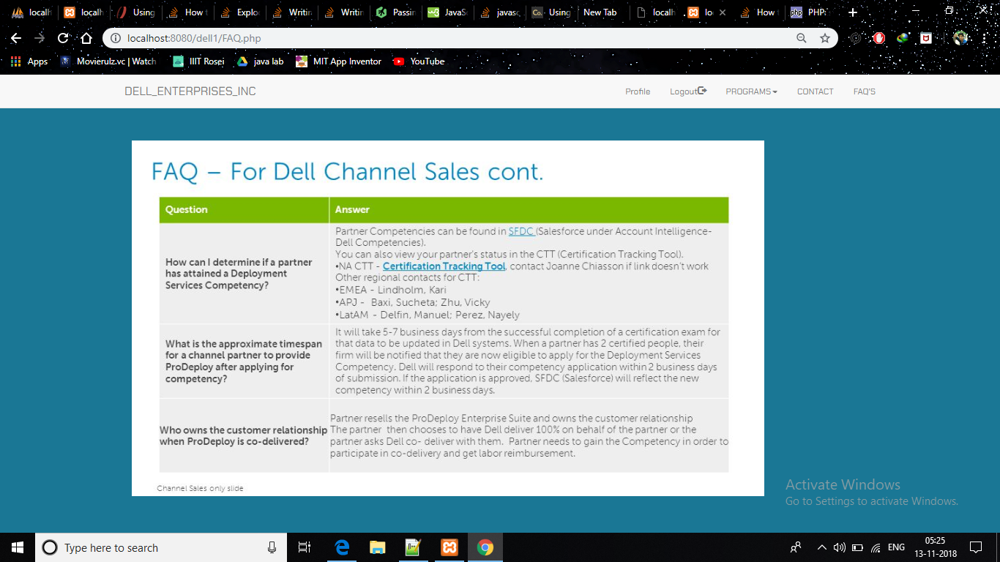 localh
localh
Using
How t
Explo
Writin
Writin
Passin
JavaSc
javasc
Co.
Using
New Tab
localh
lo
How
php
PHP:
localhost:8080/dell1/FAQ.php
Apps
Movierulz.vc | Watch
IIIT Rosei
java lab
MIT App Inventor
YouTube
DELL_ENTERPRISES_INC
Profile
Logout
PROGRAMS
CONTACT
FAQ'S
FAQ – For Dell Channel Sales cont.
Question
Answer
How can I determine if a partner
has attained a Deployment
Services Competency?
Partner Competencies can be found in SFDC (Salesforce under Account Intelligence-
Dell Competencies).
You can also view your partner's status in the CTT (Certification Tracking Tool).
•NA CTT - Certification Tracking Tool, contact Joanne Chiasson if link doesn't work
Other regional contacts for CTT:
•EMEA - Lindholm, Kari
•APJ - Baxi, Sucheta; Zhu, Vicky
•LatAM - Delfin, Manuel; Perez, Nayely
What is the approximate timespan
for a channel partner to provide
ProDeploy after applying for
competency?
It will take 5-7 business days from the successful completion of a certification exam for
that data to be updated in Dell systems. When a partner has 2 certified people, their
firm will be notified that they are now eligible to apply for the Deployment Services
Competency. Dell will respond to their competency application within 2 business days
of submission. If the application is approved, SFDC (Salesforce) will reflect the new
competency within 2 business days.
Who owns the customer relationship
when ProDeploy is co-delivered?
Partner resells the ProDeploy Enterprise Suite and owns the customer relationship
The partner then chooses to have Dell deliver 100% on behalf of the partner or the
partner asks Dell co- deliver with them. Partner needs to gain the Competency in order to
participate in co-delivery and get labor reimbursement.
Channel Sales only slide
Activate Windows
Go to Settings to activate Windows.
Type here to search
ENG
05:25
13-11-2018